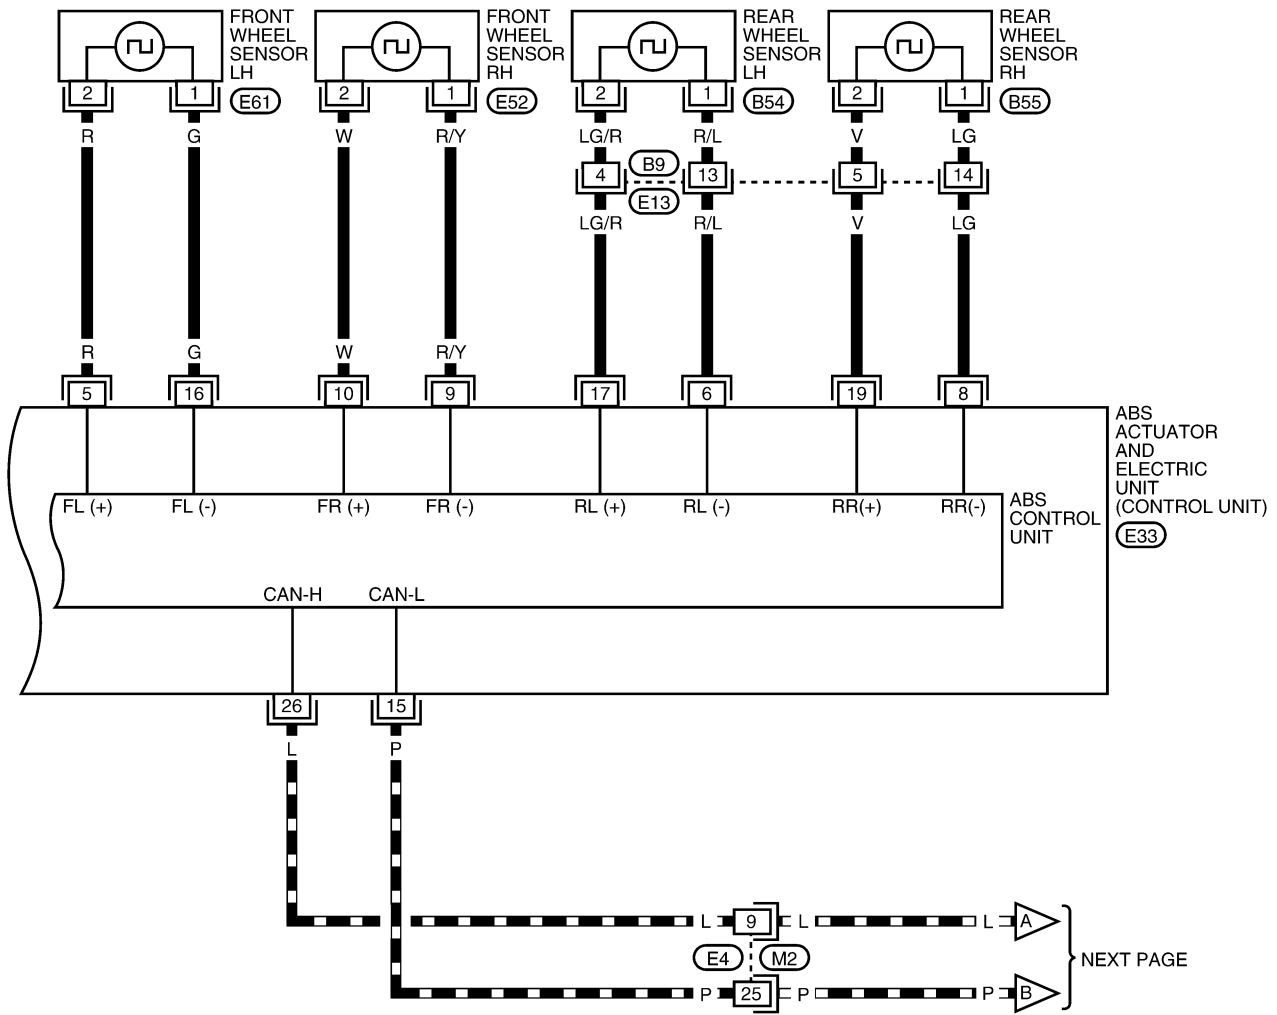 FRONT
WHEEL
SENSOR
LH
E61
FRONT
WHEEL
SENSOR
RH
E52
REAR
WHEEL
SENSOR
LH
B54
REAR
WHEEL
SENSOR
RH
B55
2 1 2 1 2 1 2 1
R G W R/Y LG/R R/L V LG
B9
4 13 5 14
E13
LG/R R/L V LG
R G W R/Y
5 16 10 9 17 6 19 8
ABS
ACTUATOR
AND
ELECTRIC
UNIT
(CONTROL UNIT)
E33
FL (+) FL (-) FR (+) FR (-) RL (+) RL (-) RR(+) RR(-)
ABS
CONTROL
UNIT
CAN-H CAN-L
26 15
L P
L 9 L L A
E4 M2
NEXT PAGE
P 25 P P B